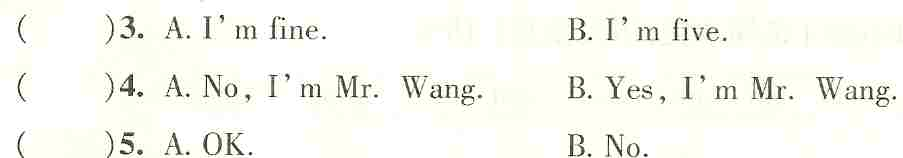 ( )3. A. I'm fine. B. I'm five.
( )4. A. No, I'm Mr. Wang. B. Yes, I'm Mr. Wang.
( )5. A. OK. B. No.